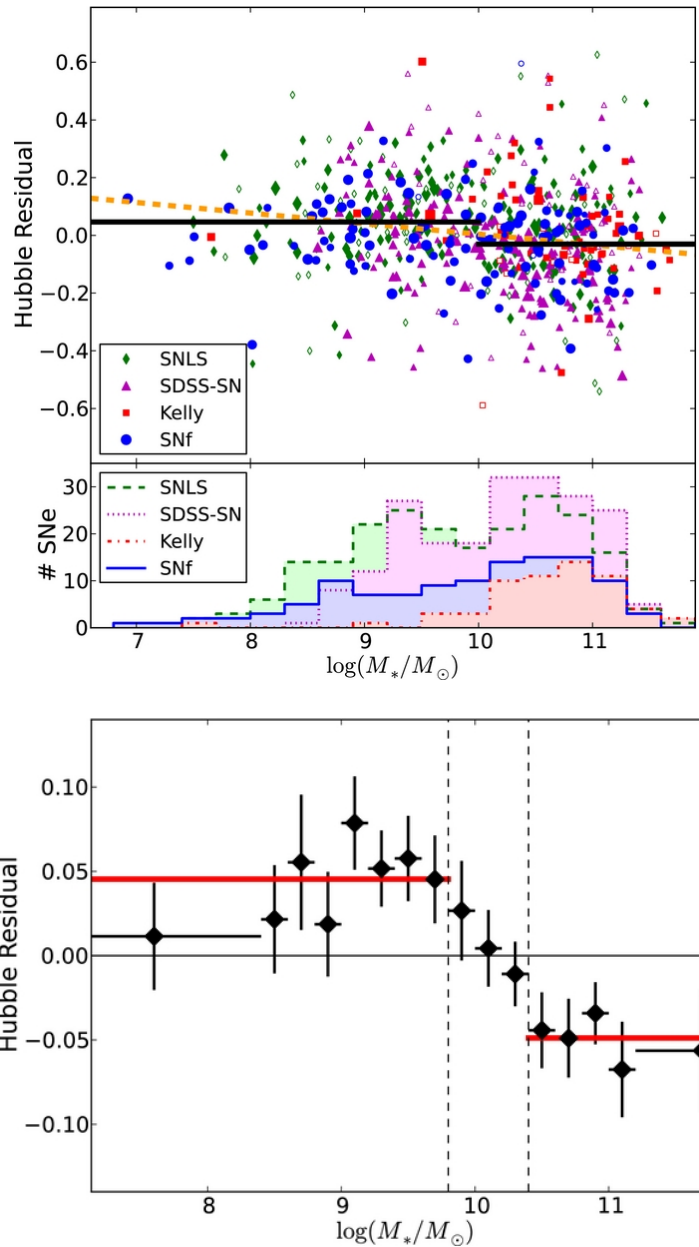 Hubble Residual
0.6
0.4
0.2
0.0
−0.2
−0.4
−0.6
SNLS
SDSS-SN
Kelly
SNf
# SNe
30
20
10
0
SNLS
SDSS-SN
Kelly
SNf
7 8 9 10 11
log(M*/M⊙)
Hubble Residual
0.10
0.05
0.00
−0.05
−0.10
8 9 10 11
log(M*/M⊙)